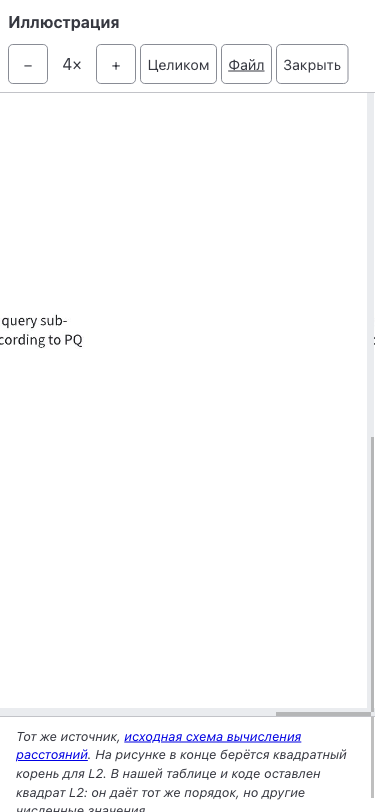 Иллюстрация
− 4× + Целиком Файл Закрыть
query sub-
cording to PQ
Тот же источник, исходная схема вычисления
расстояний. На рисунке в конце берётся квадратный
корень для L2. В нашей таблице и коде оставлен
квадрат L2: он даёт тот же порядок, но другие
численные значения.